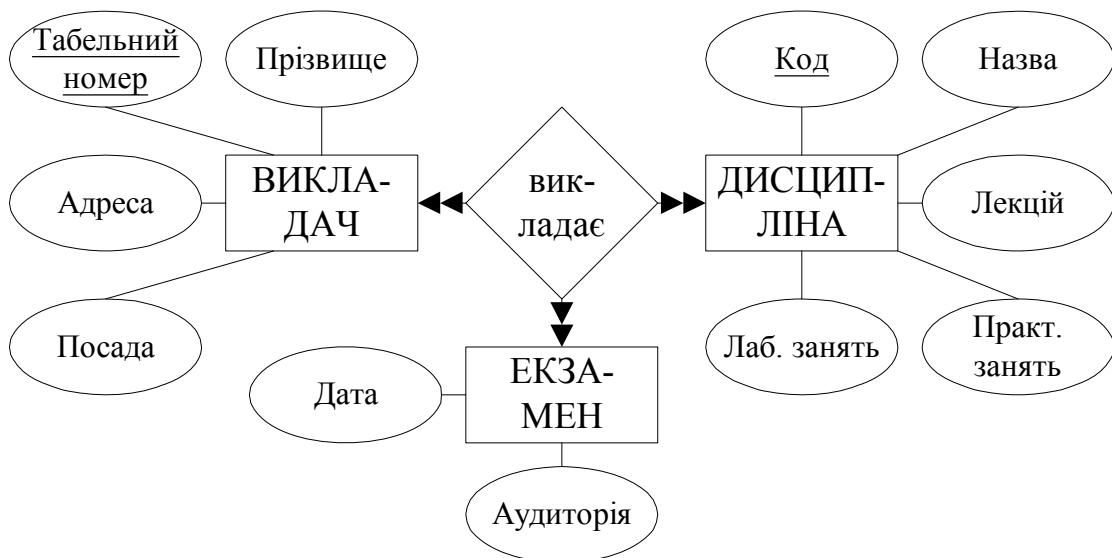 Табельний
номер
Прізвище
Код
Назва
ВИКЛА-
ДАЧ
вик-
ладає
ДИСЦИП-
ЛІНА
Адреса
Лекцій
Посада
Лаб. занять
Практ.
занять
ЕКЗА-
МЕН
Дата
Аудиторія